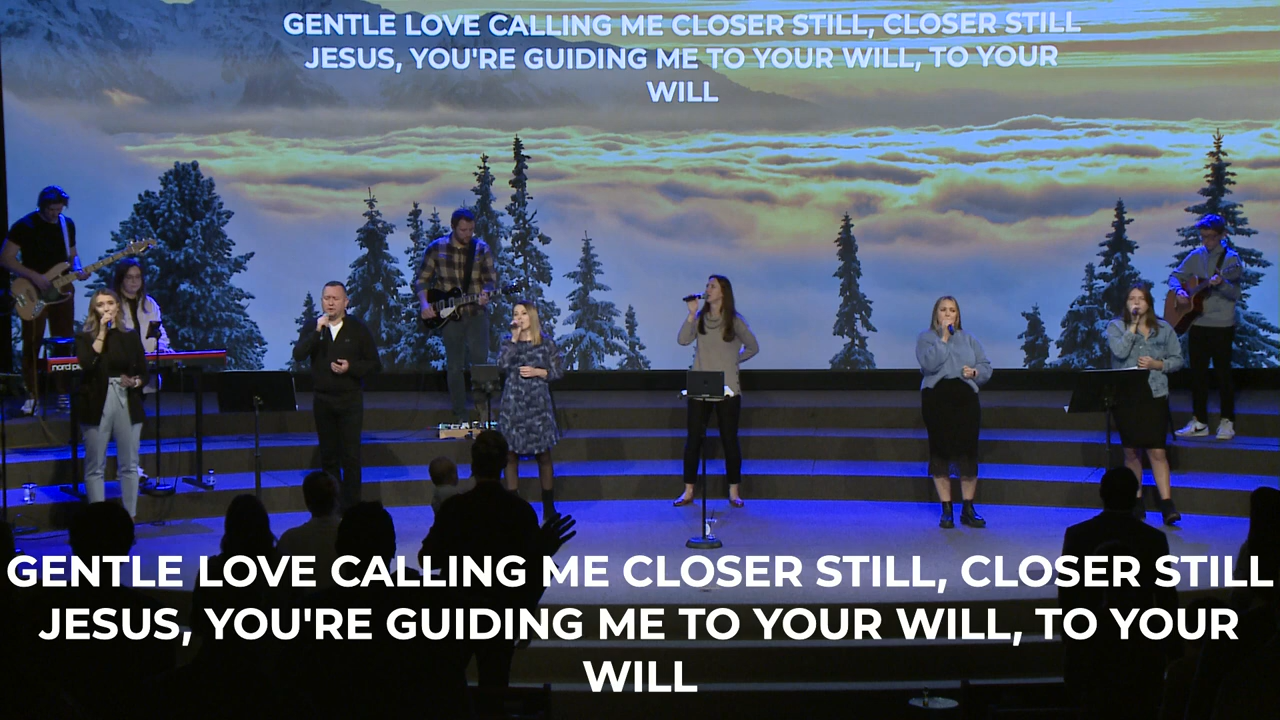 GENTLE LOVE CALLING ME CLOSER STILL, CLOSER STILL
JESUS, YOU'RE GUIDING ME TO YOUR WILL, TO YOUR
WILL
nord
GENTLE LOVE CALLING ME CLOSER STILL, CLOSER STILL
JESUS, YOU'RE GUIDING ME TO YOUR WILL, TO YOUR
WILL